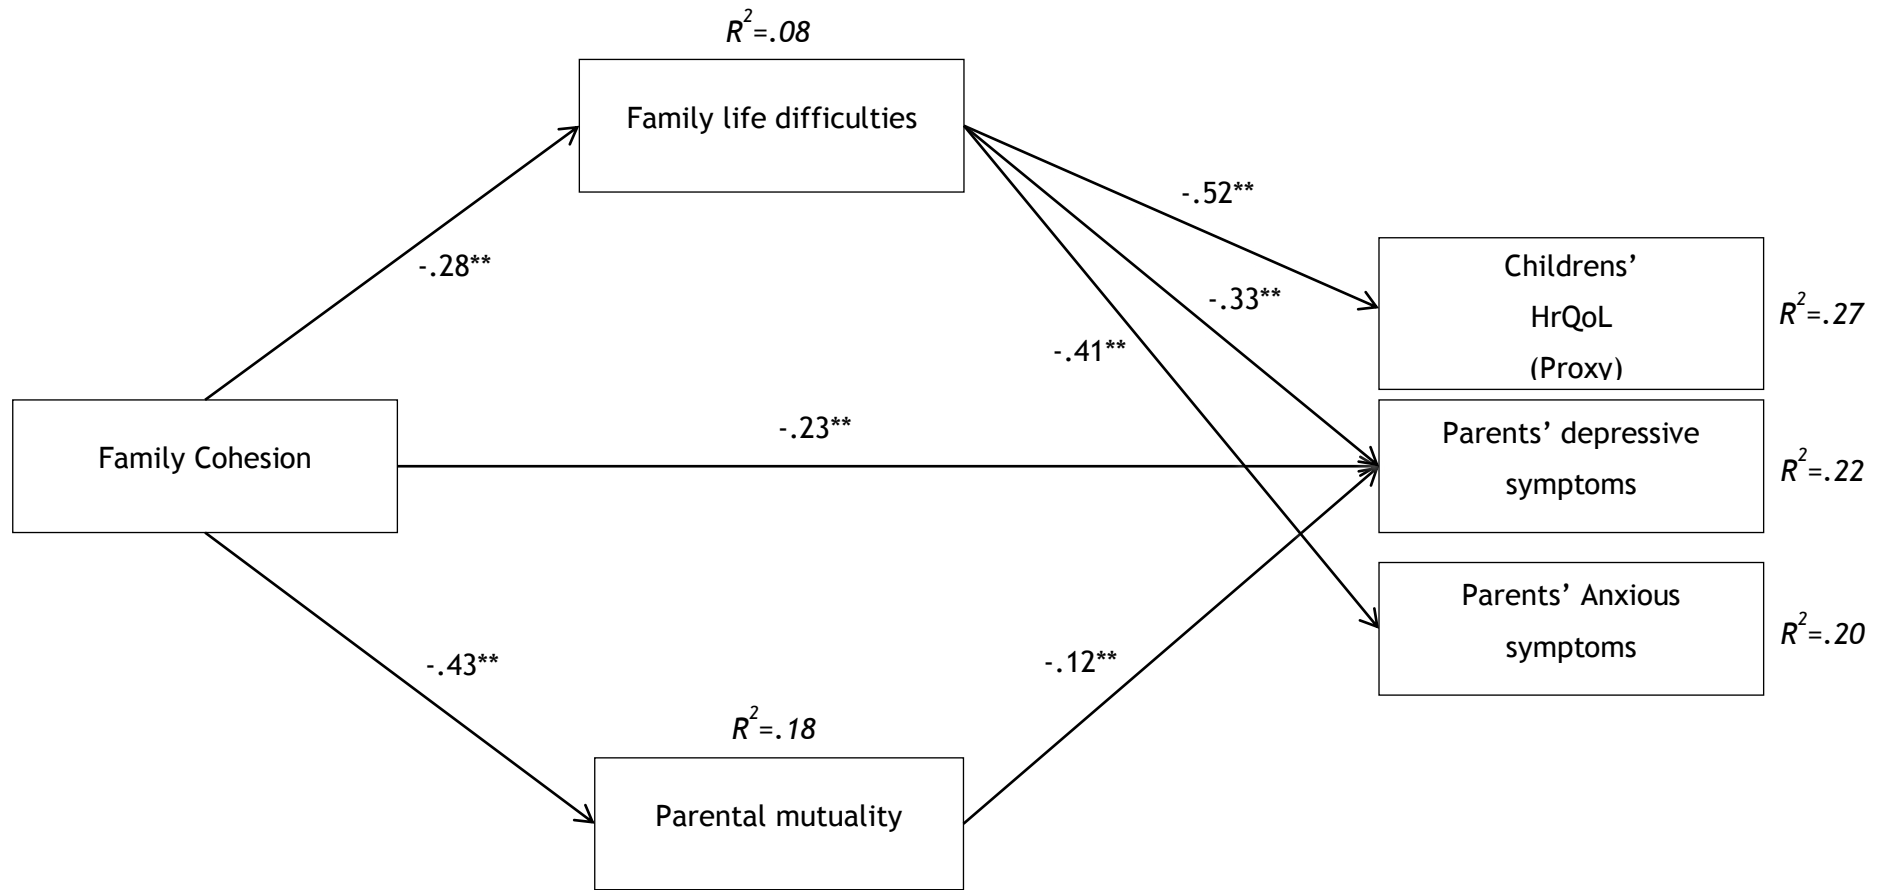 R²=.08
Family life difficulties
-.52**
-.28**
-.33**
-.41**
Childrens’
HrQoL
(Proxy)
R²=.27
Family Cohesion
-.23**
Parents’ depressive
symptoms
R²=.22
Parents’ Anxious
symptoms
R²=.20
-.43**
-.12**
R²=.18
Parental mutuality